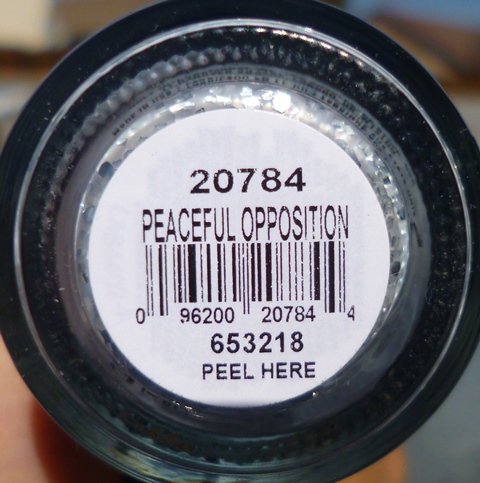 20784
PEACEFUL OPPOSITION
0 96200 20784 4
653218
PEEL HERE